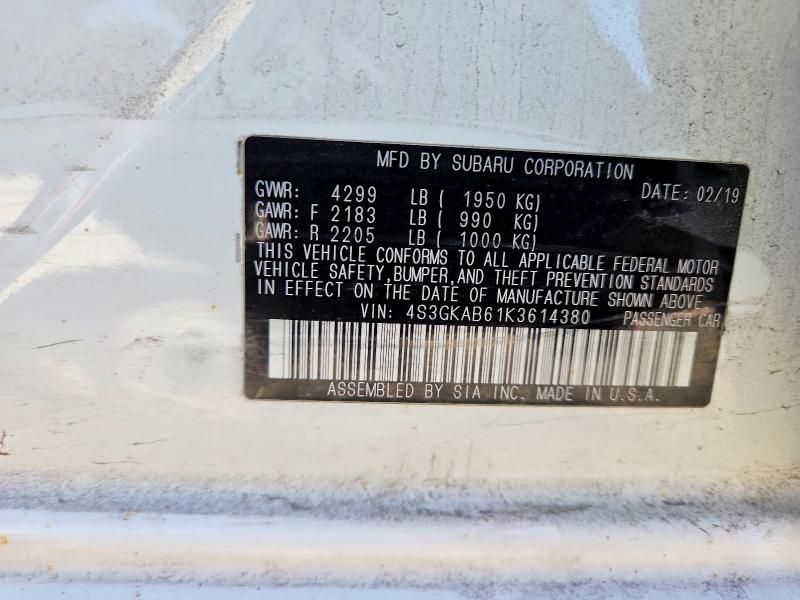 MFD BY SUBARU CORPORATION
GVWR: 4299 LB ( 1950 KG) DATE: 02/19
GAWR: F 2183 LB ( 990 KG)
GAWR: R 2205 LB ( 1000 KG)
THIS VEHICLE CONFORMS TO ALL APPLICABLE FEDERAL MOTOR
VEHICLE SAFETY,BUMPER,AND THEFT PREVENTION STANDARDS
IN EFFECT ON THE DATE OF MANUFACTURE SHOWN ABOVE
VIN: 4S3GKAB61K3614380 PASSENGER CAR
ASSEMBLED BY SIA INC. MADE IN U.S.A.